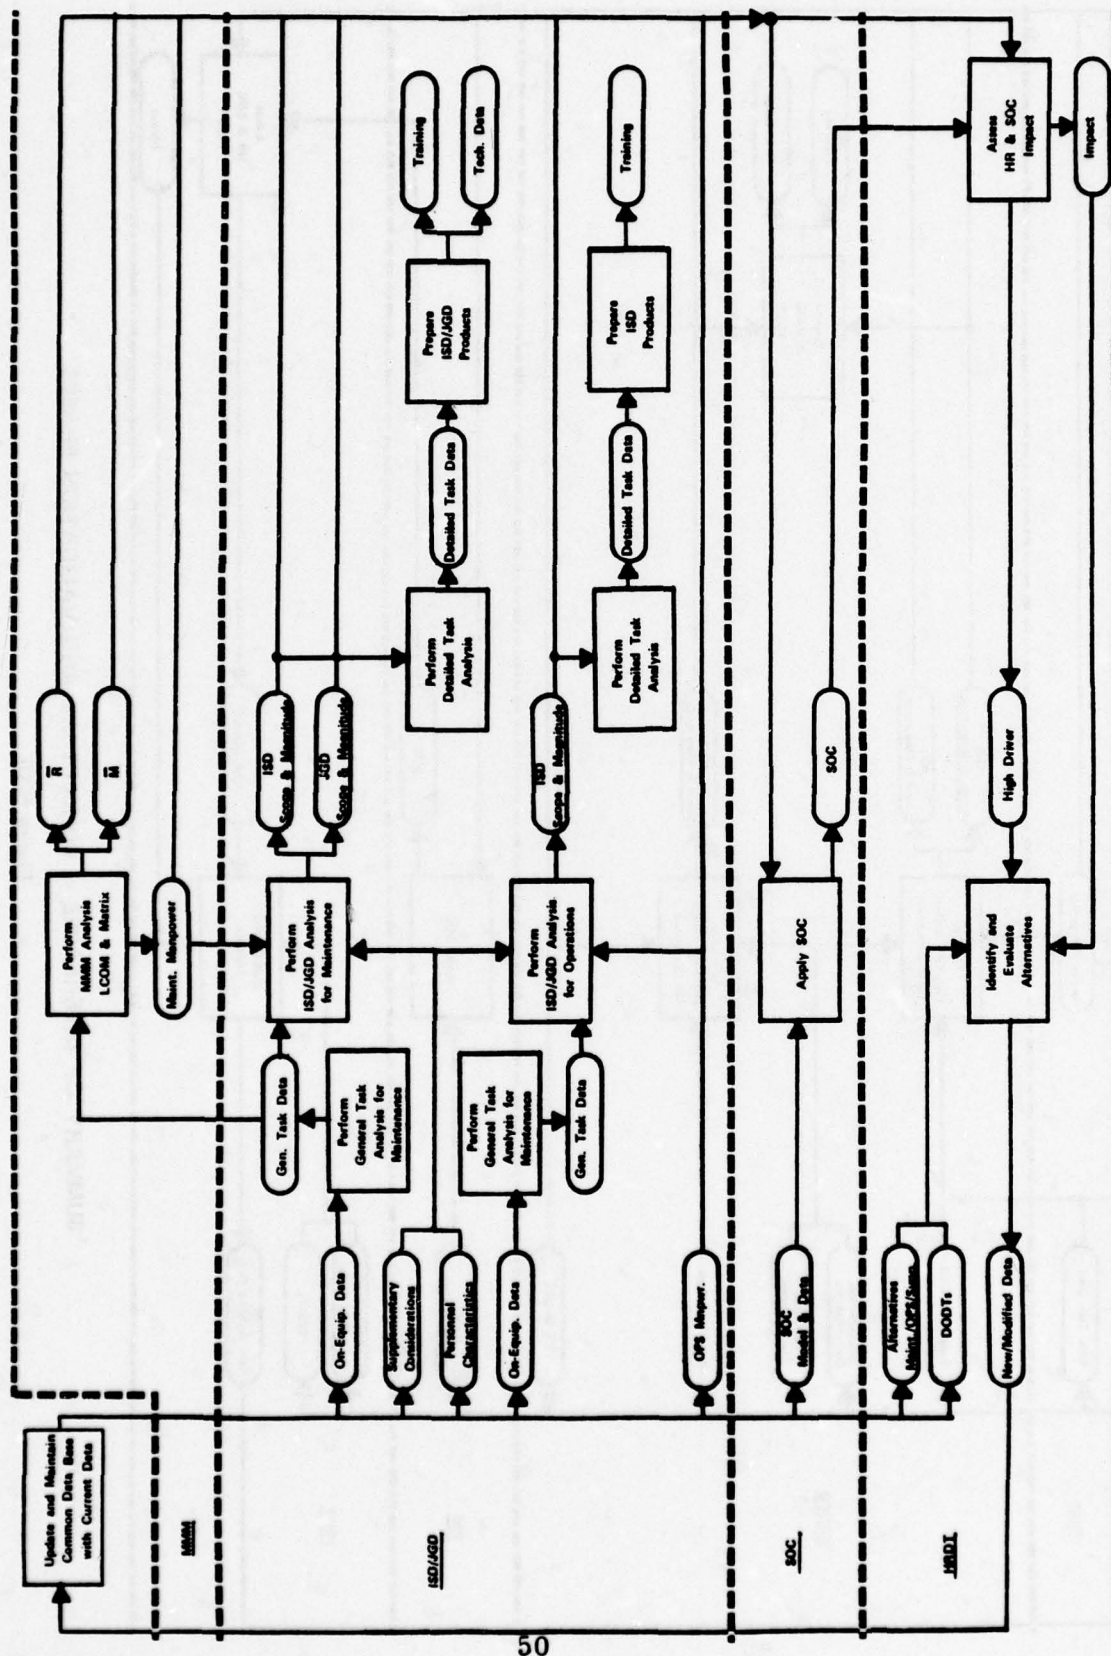 Update and Maintain
Common Data Base
with Current Data
MMM
Perform
MMM Analysis
LCOM & Matrix
R
M
Maint. Manpower
ISD/JGD
On-Equip. Data
Supplementary
Considerations
Personnel
Characteristics
On-Equip. Data
OPS Mnpwr.
Perform
General Task
Analysis for
Maintenance
Gen. Task Data
Perform
General Task
Analysis for
Maintenance
Gen. Task Data
Perform
ISD/JGD Analysis
for Maintenance
Perform
ISD/JGD Analysis
for Operations
ISD
Scope & Magnitude
JGD
Scope & Magnitude
ISD
Scope & Magnitude
Perform
Detailed Task
Analysis
Detailed Task Data
Prepare
ISD/JGD
Products
Training
Tech. Data
Perform
Detailed Task
Analysis
Detailed Task Data
Prepare
ISD
Products
Training
SOC
SOC
Model & Data
Apply SOC
SOC
HRDT
Alternatives
Maint./OPS/Supp.
DODTs
New/Modified Data
Identify and
Evaluate
Alternatives
High Driver
Assess
HR & SOC
Impact
Impact
50